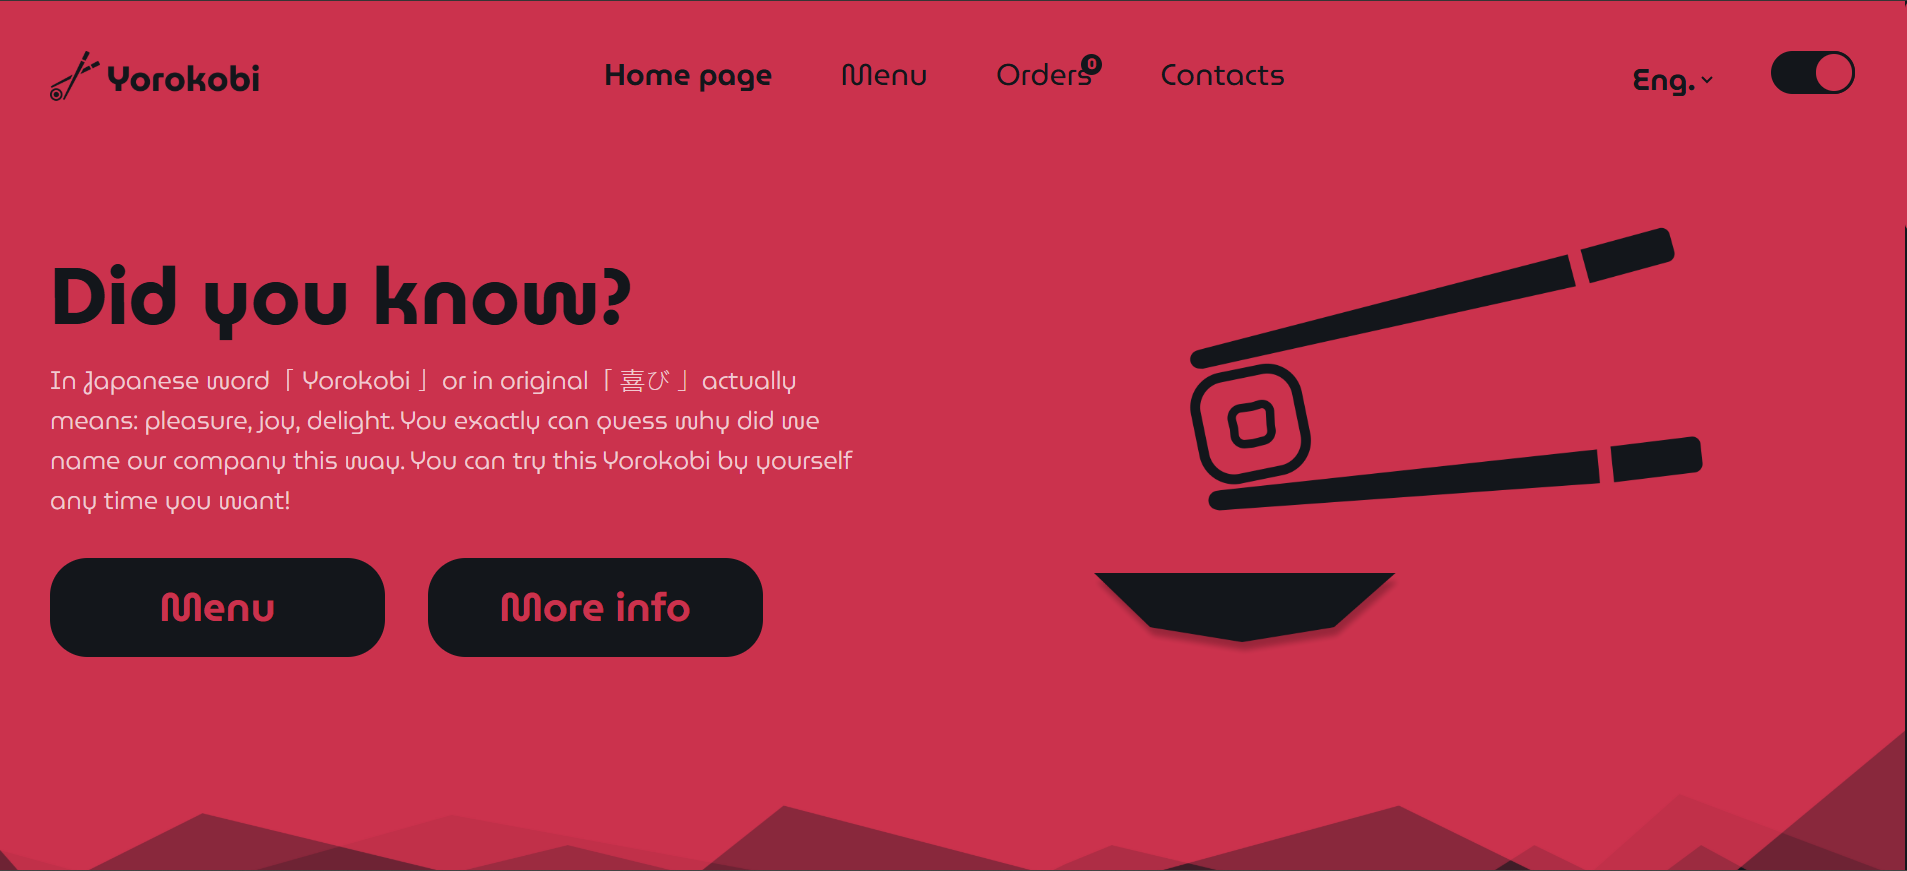 Yorokobi
Home page
Menu
Orders
0
Contacts
Eng.
Did you know?
In Japanese word「Yorokobi」or in original「喜び」actually
means: pleasure, joy, delight. You exactly can quess why did we
name our company this way. You can try this Yorokobi by yourself
any time you want!
Menu
More info